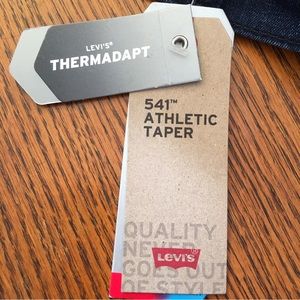 LEVI'S®
THERMADAPT
541™
ATHLETIC
TAPER
QUALITY
NEVER
Levi's
GOES OUT
OF STYLE